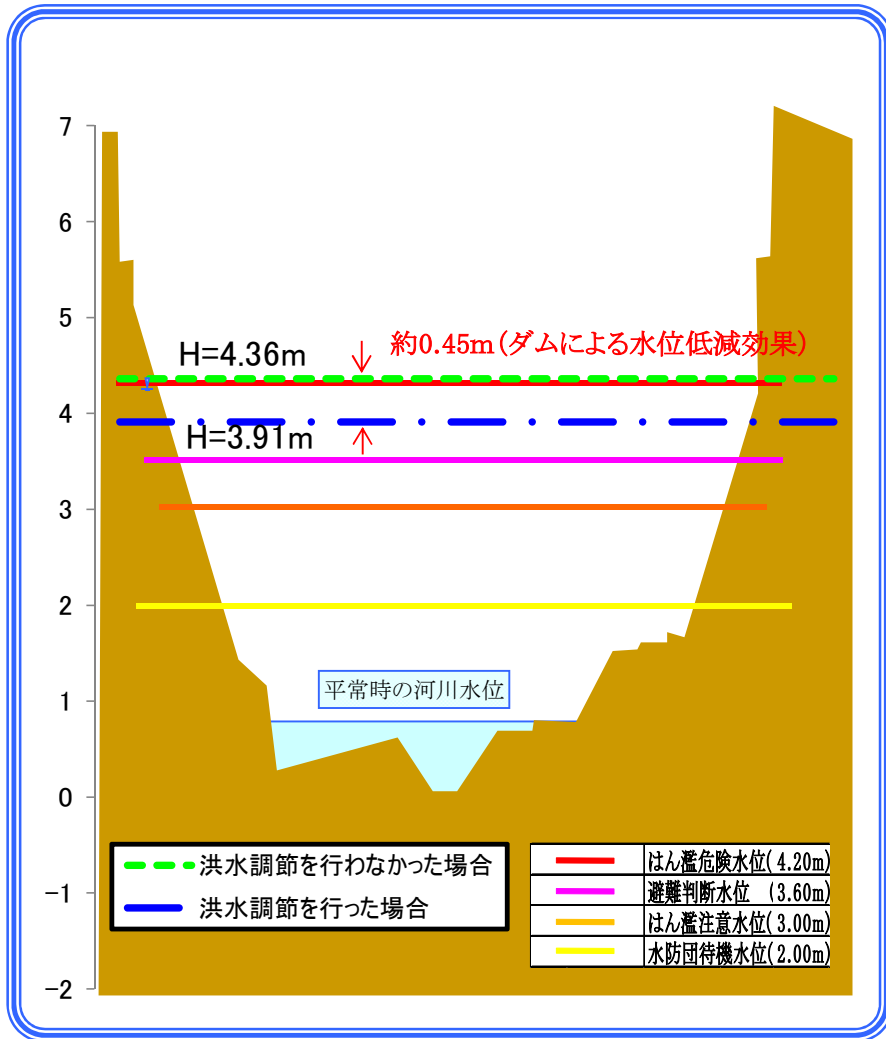 7
6
5
4
3
2
1
0
-1
-2
約0.45m(ダムによる水位低減効果)
H=4.36m
H=3.91m
平常時の河川水位
洪水調節を行わなかった場合
洪水調節を行った場合
はん濫危険水位(4.20m)
避難判断水位 (3.60m)
はん濫注意水位(3.00m)
水防団待機水位(2.00m)